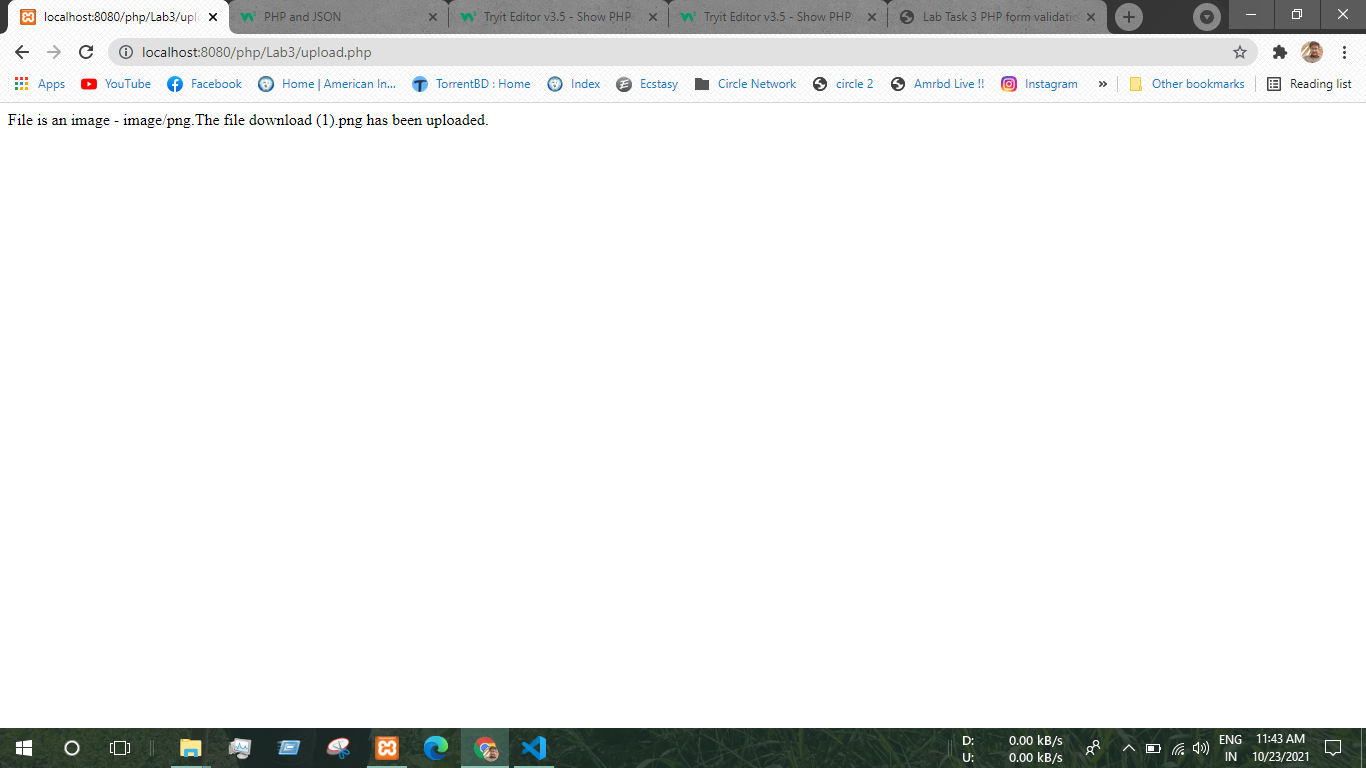 localhost:8080/php/Lab3/upl
PHP and JSON
Tryit Editor v3.5 - Show PHP
Tryit Editor v3.5 - Show PHP
Lab Task 3 PHP form validati
localhost:8080/php/Lab3/upload.php
Apps YouTube Facebook Home | American In... TorrentBD : Home Index Ecstasy Circle Network circle 2 Amrbd Live !! Instagram » Other bookmarks Reading list
File is an image - image/png.The file download (1).png has been uploaded.
D: 0.00 kB/s
U: 0.00 kB/s
ENG
IN
11:43 AM
10/23/2021